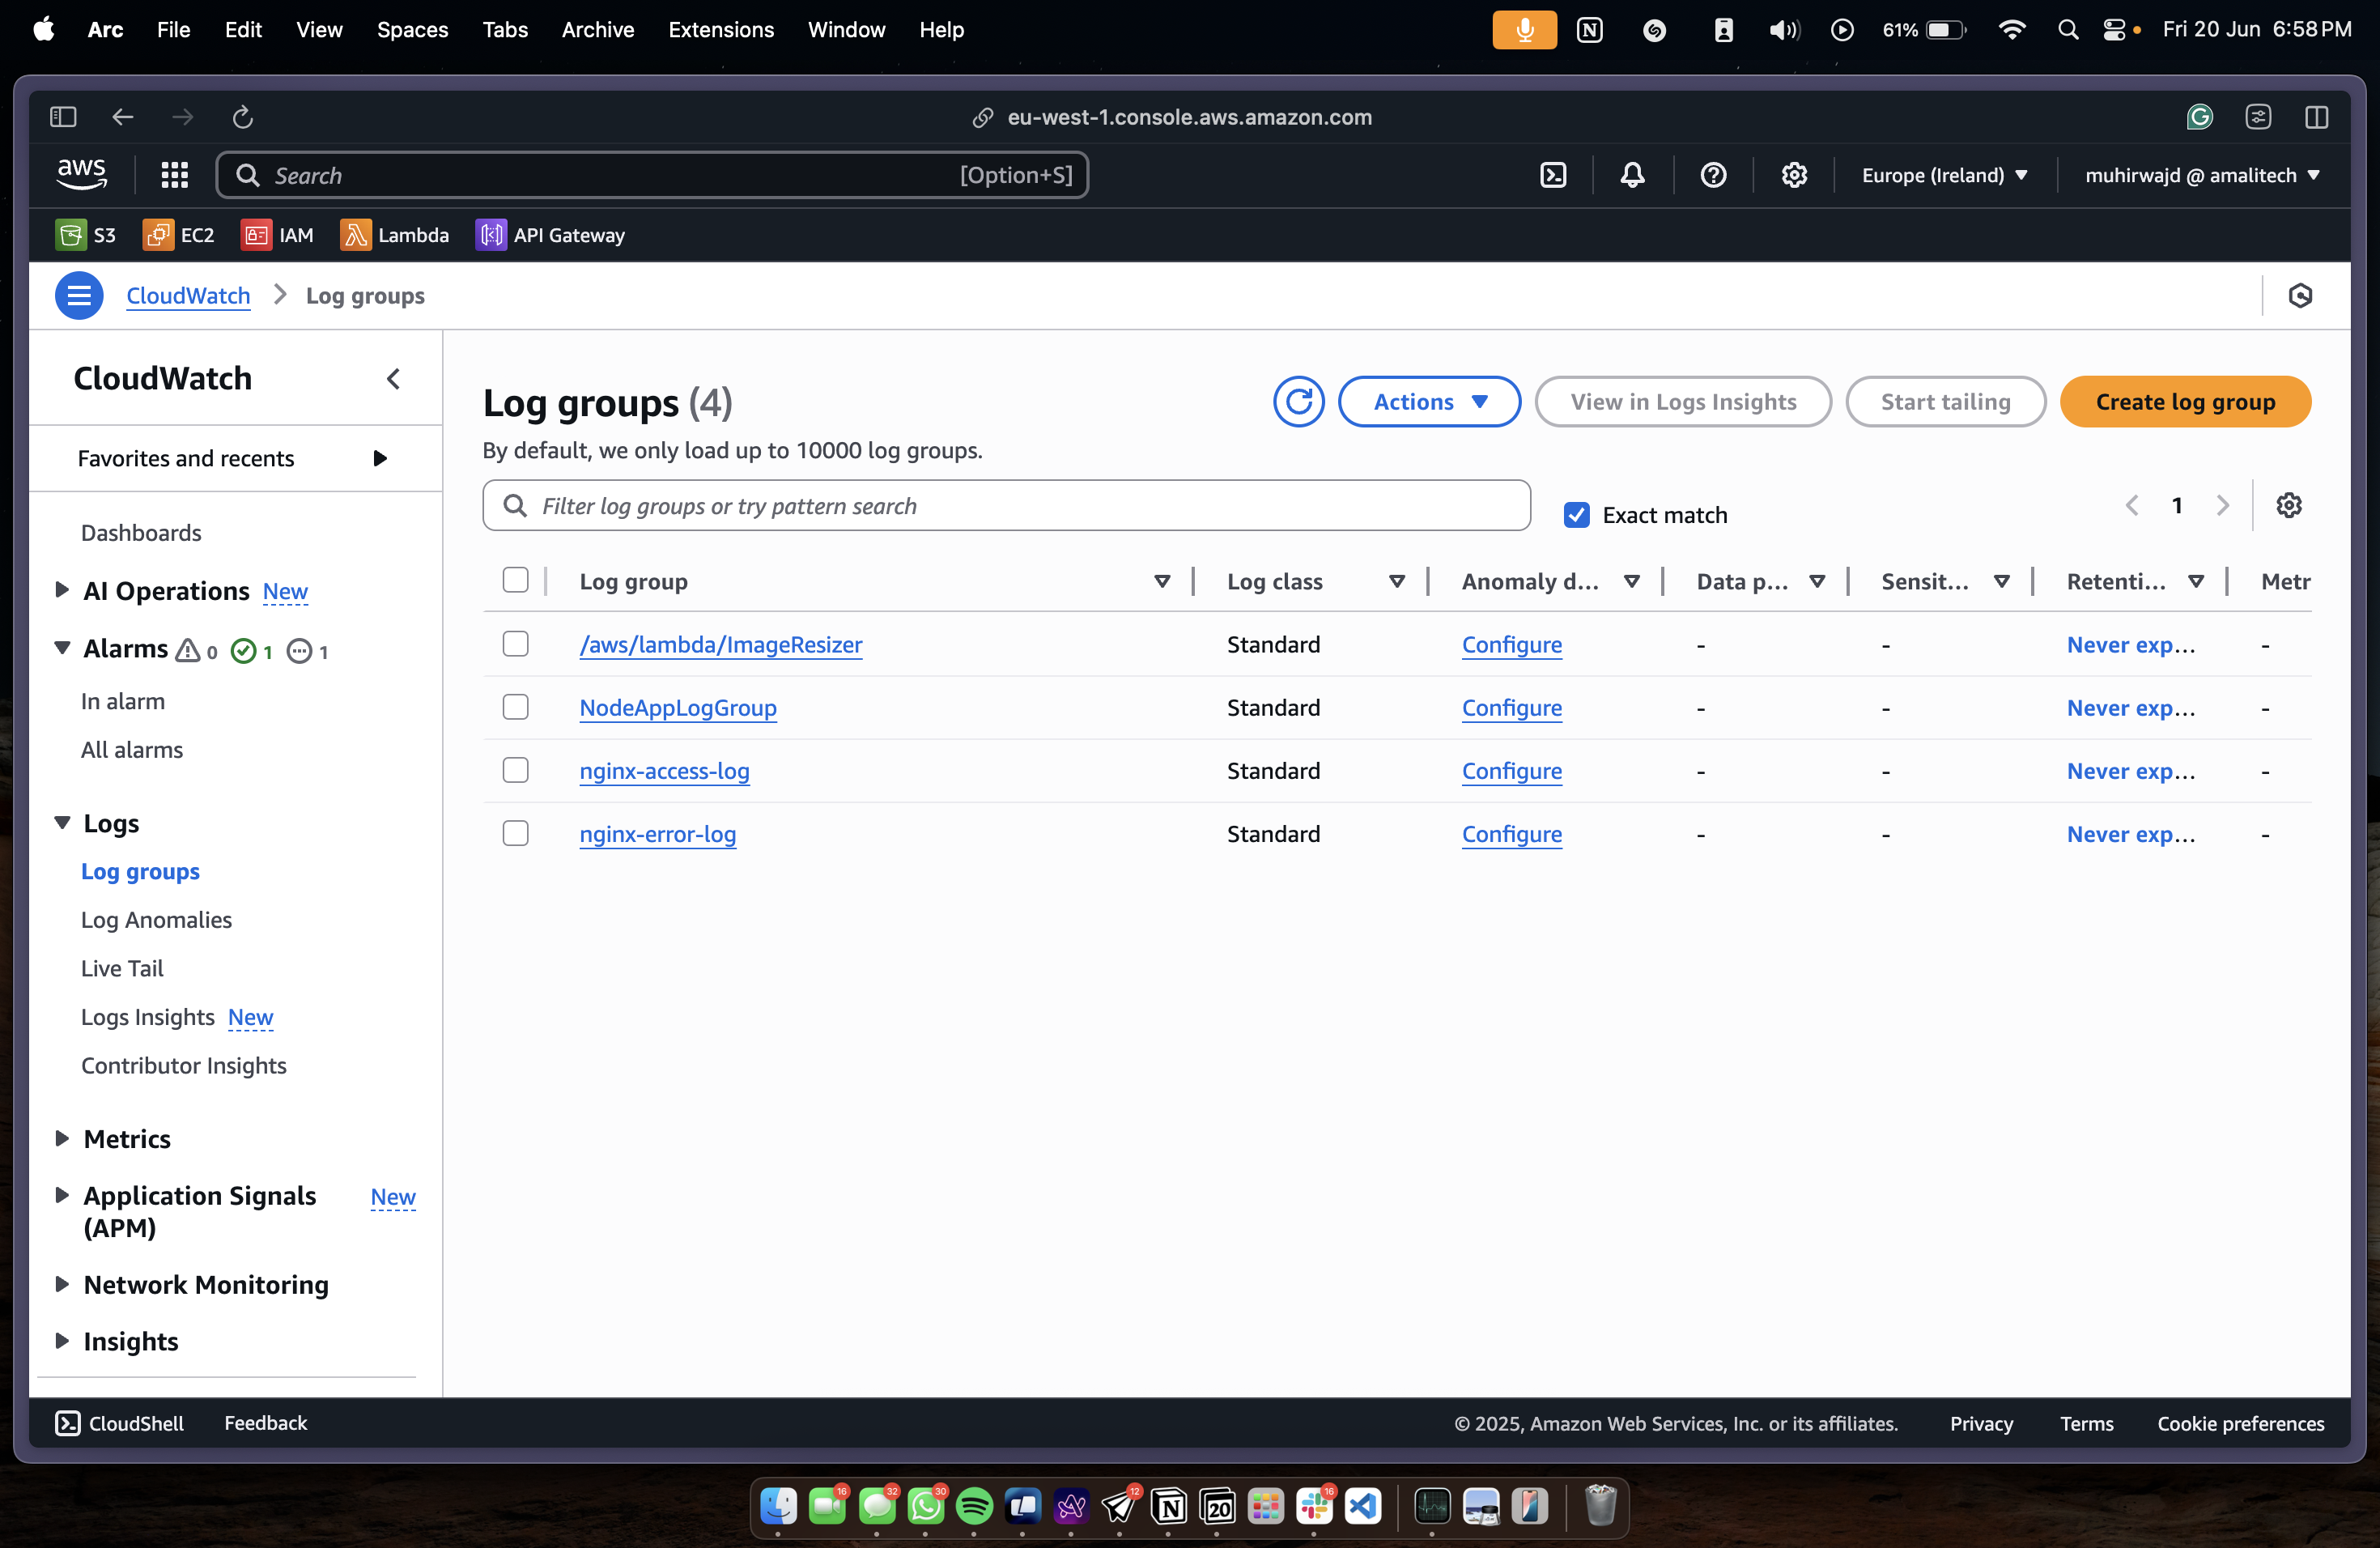 Arc File Edit View Spaces Tabs Archive Extensions Window Help 61% Fri 20 Jun 6:58 PM
eu-west-1.console.aws.amazon.com
aws Search [Option+S] Europe (Ireland) muhirwajd @ amalitech
S3 EC2 IAM Lambda API Gateway
CloudWatch Log groups
CloudWatch
Favorites and recents
Dashboards
AI Operations New
Alarms 0 1 1
In alarm
All alarms
Logs
Log groups
Log Anomalies
Live Tail
Logs Insights New
Contributor Insights
Metrics
Application Signals New
(APM)
Network Monitoring
Insights
Log groups (4)
Actions View in Logs Insights Start tailing Create log group
By default, we only load up to 10000 log groups.
Filter log groups or try pattern search Exact match 1
Log group Log class Anomaly d... Data p... Sensit... Retenti... Metr
/aws/lambda/ImageResizer Standard Configure - - Never exp... -
NodeAppLogGroup Standard Configure - - Never exp... -
nginx-access-log Standard Configure - - Never exp... -
nginx-error-log Standard Configure - - Never exp... -
CloudShell Feedback © 2025, Amazon Web Services, Inc. or its affiliates. Privacy Terms Cookie preferences
16 32 30 12 20 16